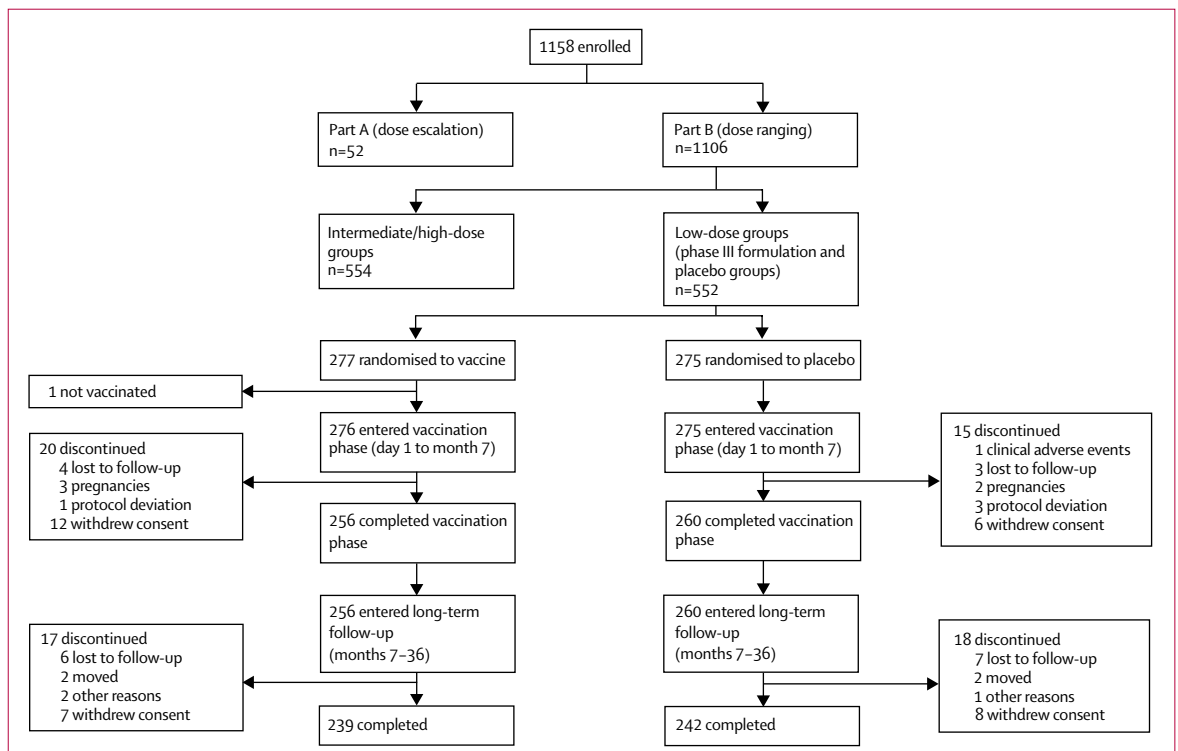 1158 enrolled
Part A (dose escalation)
n=52
Part B (dose ranging)
n=1106
Intermediate/high-dose
groups
n=554
Low-dose groups
(phase III formulation and
placebo groups)
n=552
277 randomised to vaccine
275 randomised to placebo
1 not vaccinated
276 entered vaccination
phase (day 1 to month 7)
275 entered vaccination
phase (day 1 to month 7)
20 discontinued
4 lost to follow-up
3 pregnancies
1 protocol deviation
12 withdrew consent
15 discontinued
1 clinical adverse events
3 lost to follow-up
2 pregnancies
3 protocol deviation
6 withdrew consent
256 completed vaccination
phase
260 completed vaccination
phase
256 entered long-term
follow-up
(months 7–36)
260 entered long-term
follow-up
(months 7–36)
17 discontinued
6 lost to follow-up
2 moved
2 other reasons
7 withdrew consent
18 discontinued
7 lost to follow-up
2 moved
1 other reasons
8 withdrew consent
239 completed
242 completed